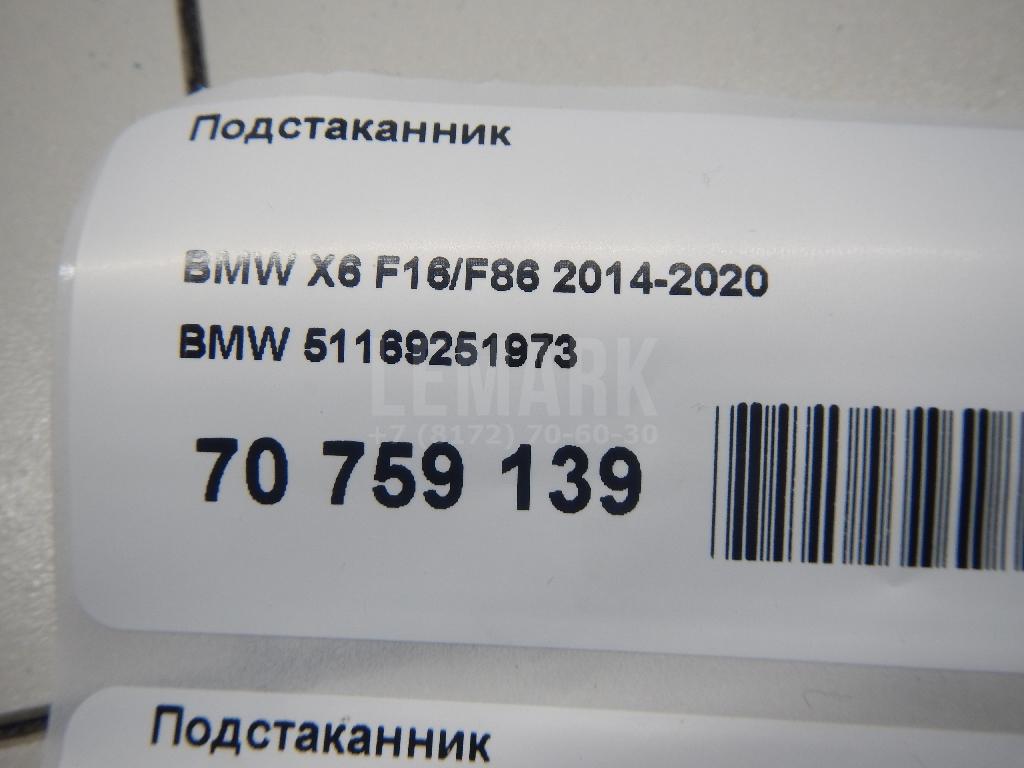 Подстаканник
BMW X6 F16/F86 2014-2020
BMW 51169251973
LEMARK
+7 (8172) 70-60-30
70 759 139
Подстаканник